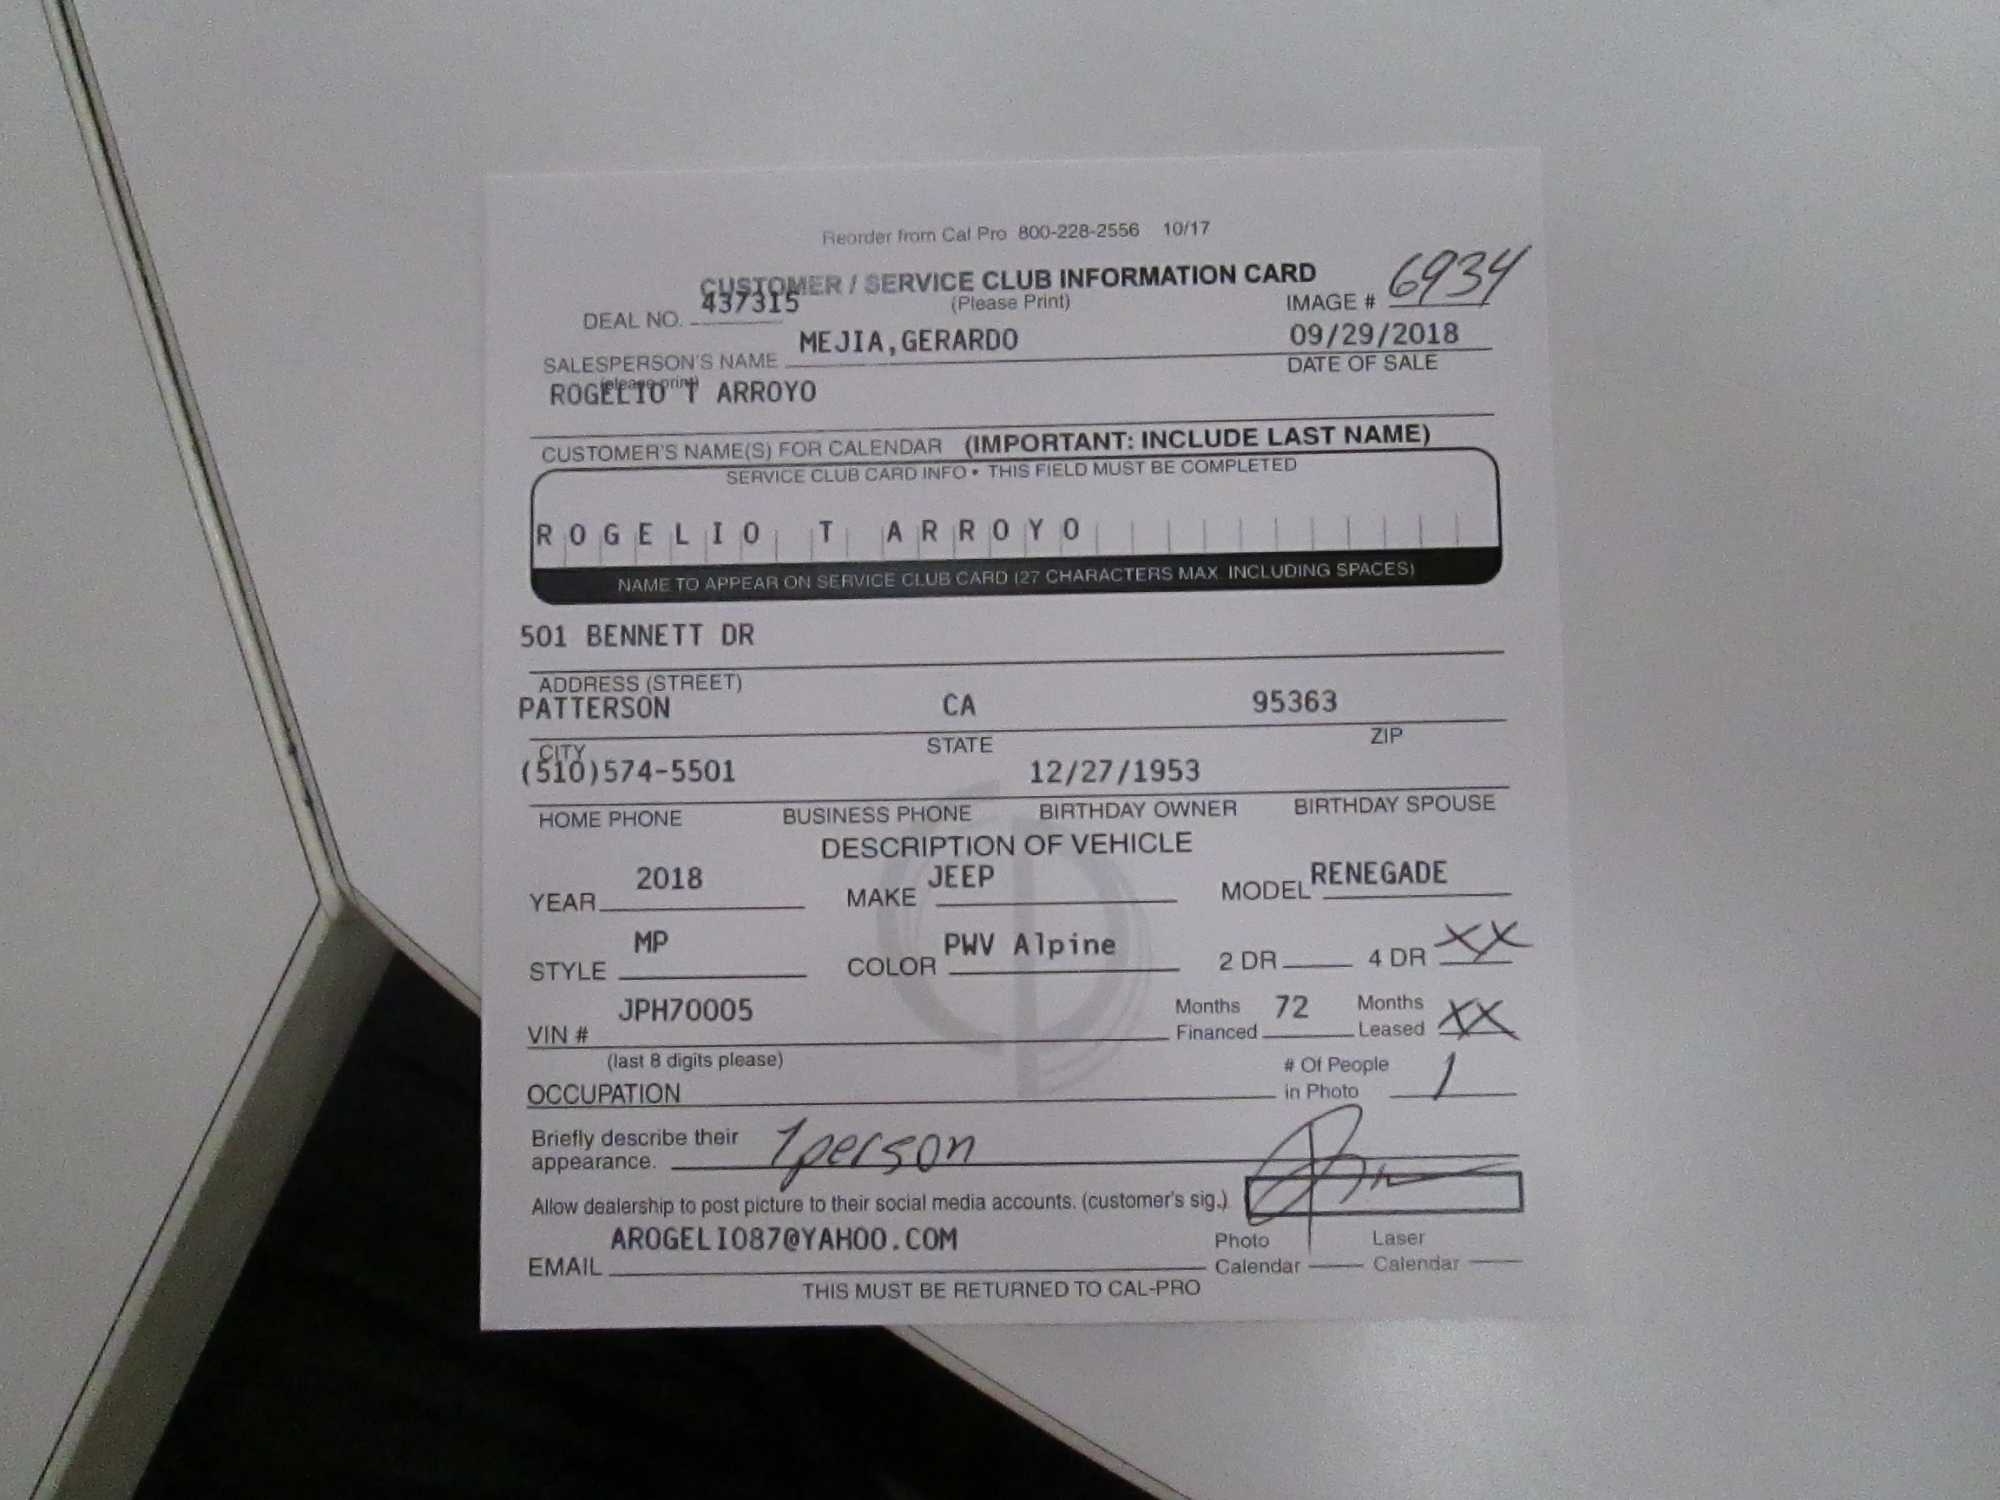 Reorder from Cal Pro 800-228-2556 10/17
CUSTOMER / SERVICE CLUB INFORMATION CARD
DEAL NO. 437315 (Please Print) IMAGE # 6934
MEJIA,GERARDO 09/29/2018
SALESPERSON'S NAME DATE OF SALE
(please print)
ROGELIO T ARROYO
CUSTOMER'S NAME(S) FOR CALENDAR (IMPORTANT: INCLUDE LAST NAME)
SERVICE CLUB CARD INFO • THIS FIELD MUST BE COMPLETED
ROGELIO T ARROYO
NAME TO APPEAR ON SERVICE CLUB CARD (27 CHARACTERS MAX. INCLUDING SPACES)
501 BENNETT DR
ADDRESS (STREET)
PATTERSON CA 95363
CITY STATE ZIP
(510)574-5501 12/27/1953
HOME PHONE BUSINESS PHONE BIRTHDAY OWNER BIRTHDAY SPOUSE
DESCRIPTION OF VEHICLE
YEAR 2018 MAKE JEEP MODEL RENEGADE
STYLE MP COLOR PWV Alpine 2 DR 4 DR XX
VIN # JPH70005 Months Financed 72 Months Leased XX
(last 8 digits please)
OCCUPATION # Of People in Photo 1
Briefly describe their appearance. 1 person
Allow dealership to post picture to their social media accounts. (customer's sig.)
EMAIL AROGELIO87@YAHOO.COM Photo Calendar Laser Calendar
THIS MUST BE RETURNED TO CAL-PRO